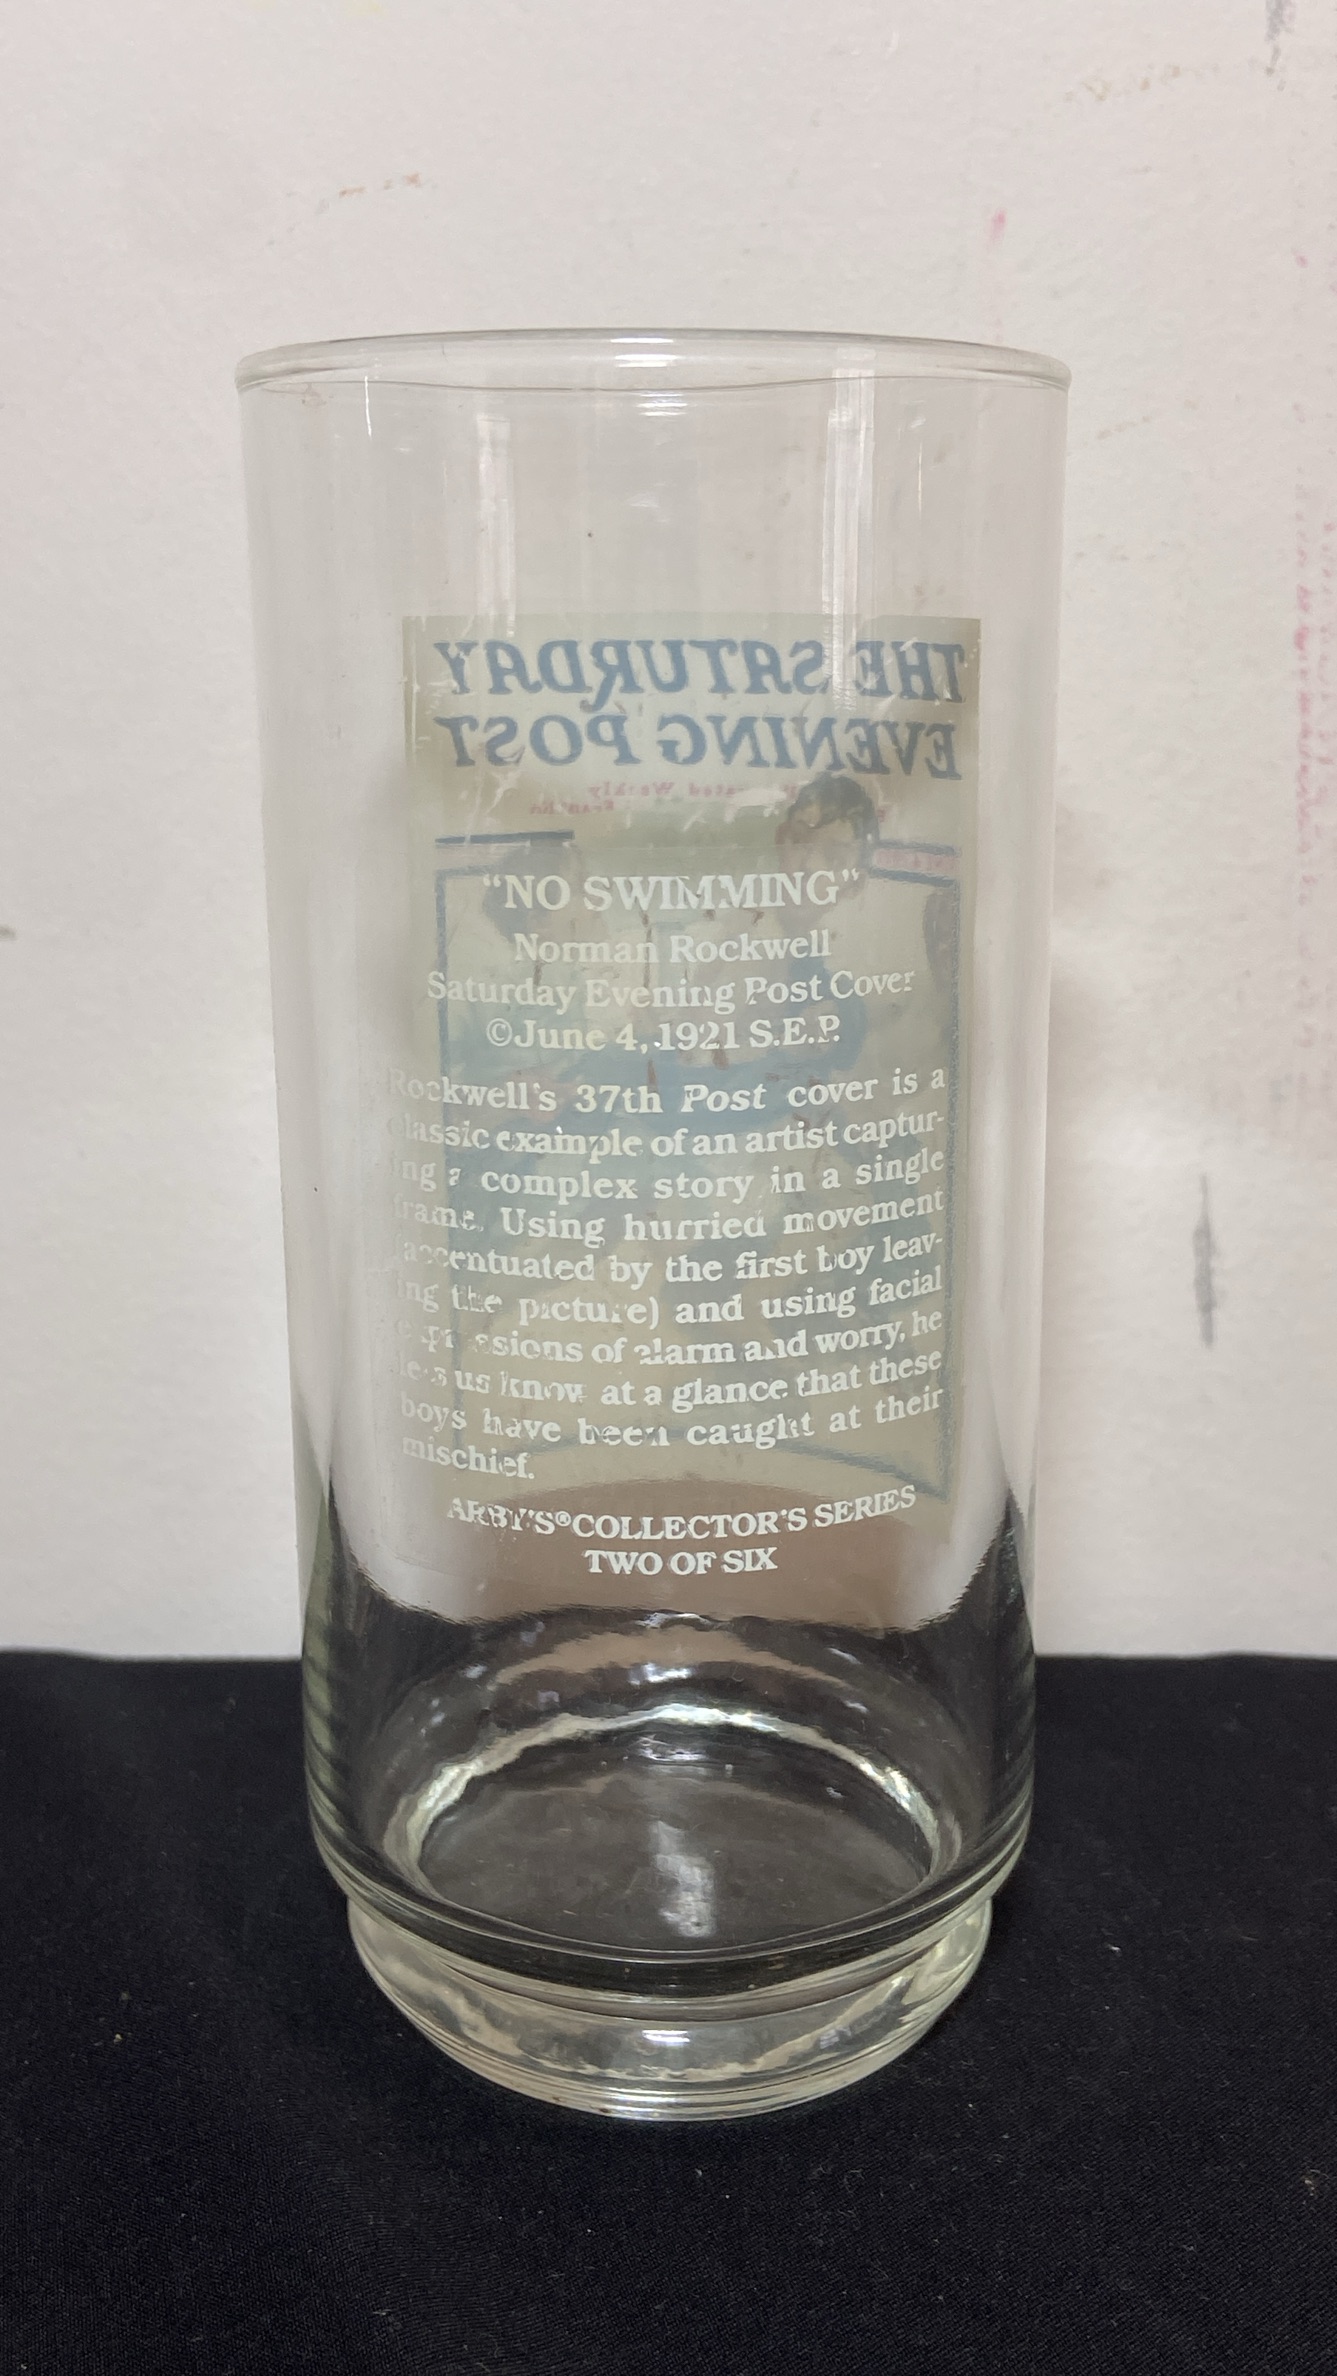 THE SATURDAY
EVENING POST
"NO SWIMMING"
Norman Rockwell
Saturday Evening Post Cover
©June 4, 1921 S.E.P.
Rockwell's 37th Post cover is a
classic example of an artist captur-
ing a complex story in a single
frame. Using hurried movement
(accentuated by the first boy leav-
ing the picture) and using facial
expressions of alarm and worry, he
lets us know at a glance that these
boys have been caught at their
mischief.
ARBY'S® COLLECTOR'S SERIES
TWO OF SIX